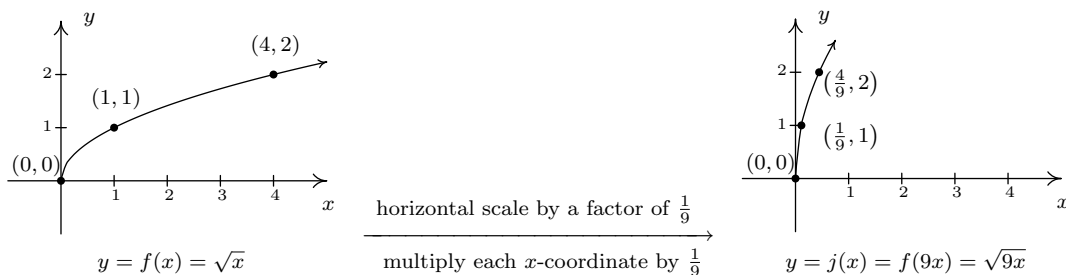 y
(4, 2)
2
(1, 1)
1
(0, 0)
1 2 3 4
x
y = f(x) = √x
horizontal scale by a factor of 1/9
multiply each x-coordinate by 1/9
y
2
(4/9, 2)
1
(1/9, 1)
(0, 0)
1 2 3 4
x
y = j(x) = f(9x) = √9x